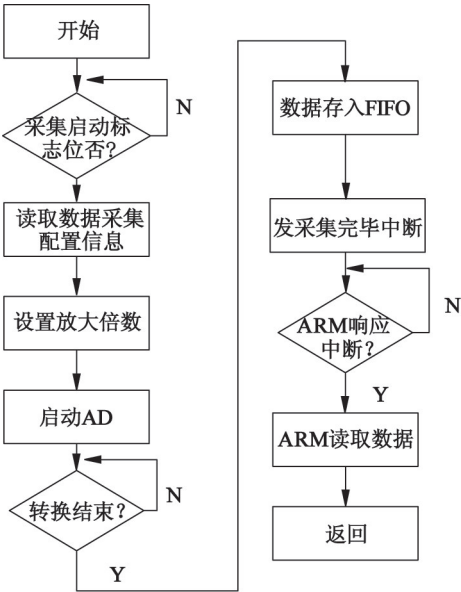 开始
N
采集启动标
志位否?
读取数据采集
配置信息
设置放大倍数
启动AD
N
转换结束?
Y
数据存入FIFO
发采集完毕中断
N
ARM响应
中断?
Y
ARM读取数据
返回